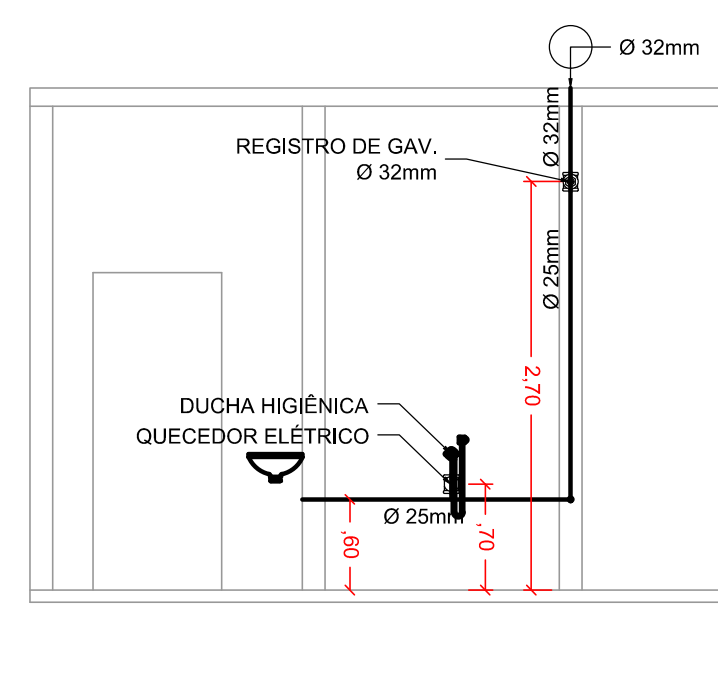 Ø 32mm
Ø 32mm
REGISTRO DE GAV.
Ø 32mm
Ø 25mm
2,70
DUCHA HIGIÊNICA
QUECEDOR ELÉTRICO
Ø 25mm
,60
,70